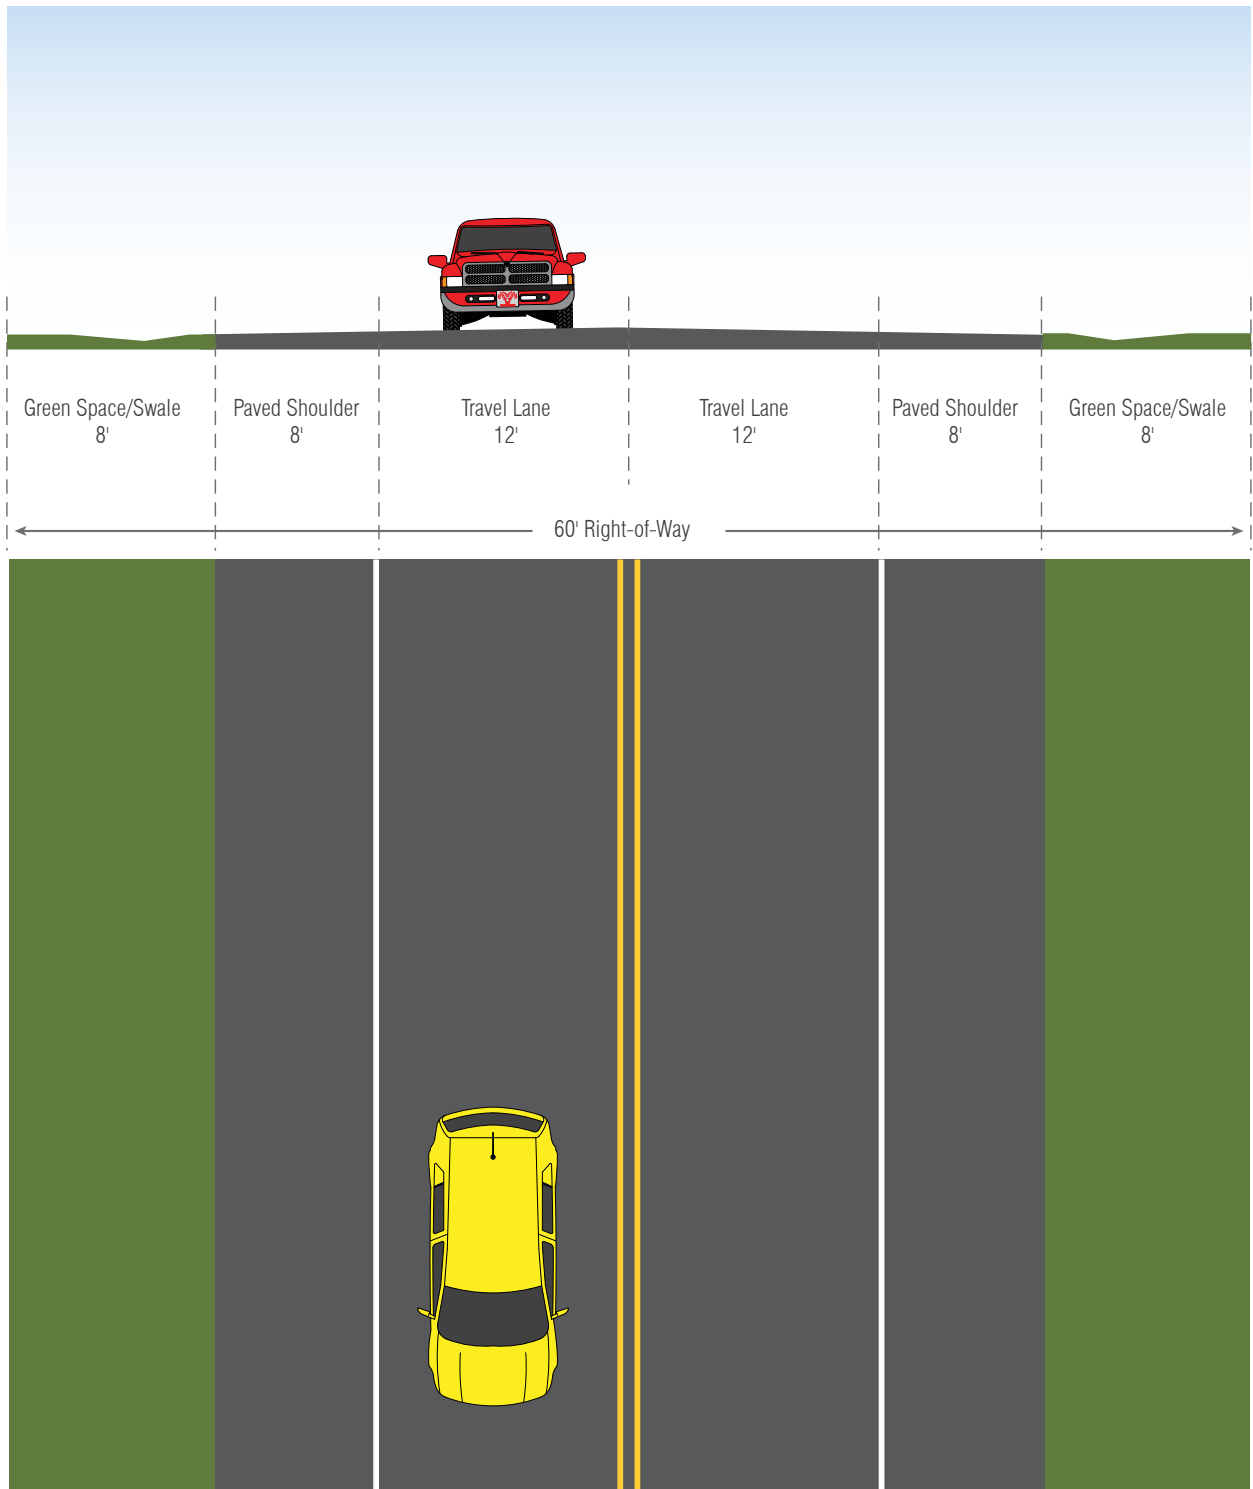 Green Space/Swale
8'
Paved Shoulder
8'
Travel Lane
12'
Travel Lane
12'
Paved Shoulder
8'
Green Space/Swale
8'
60' Right-of-Way